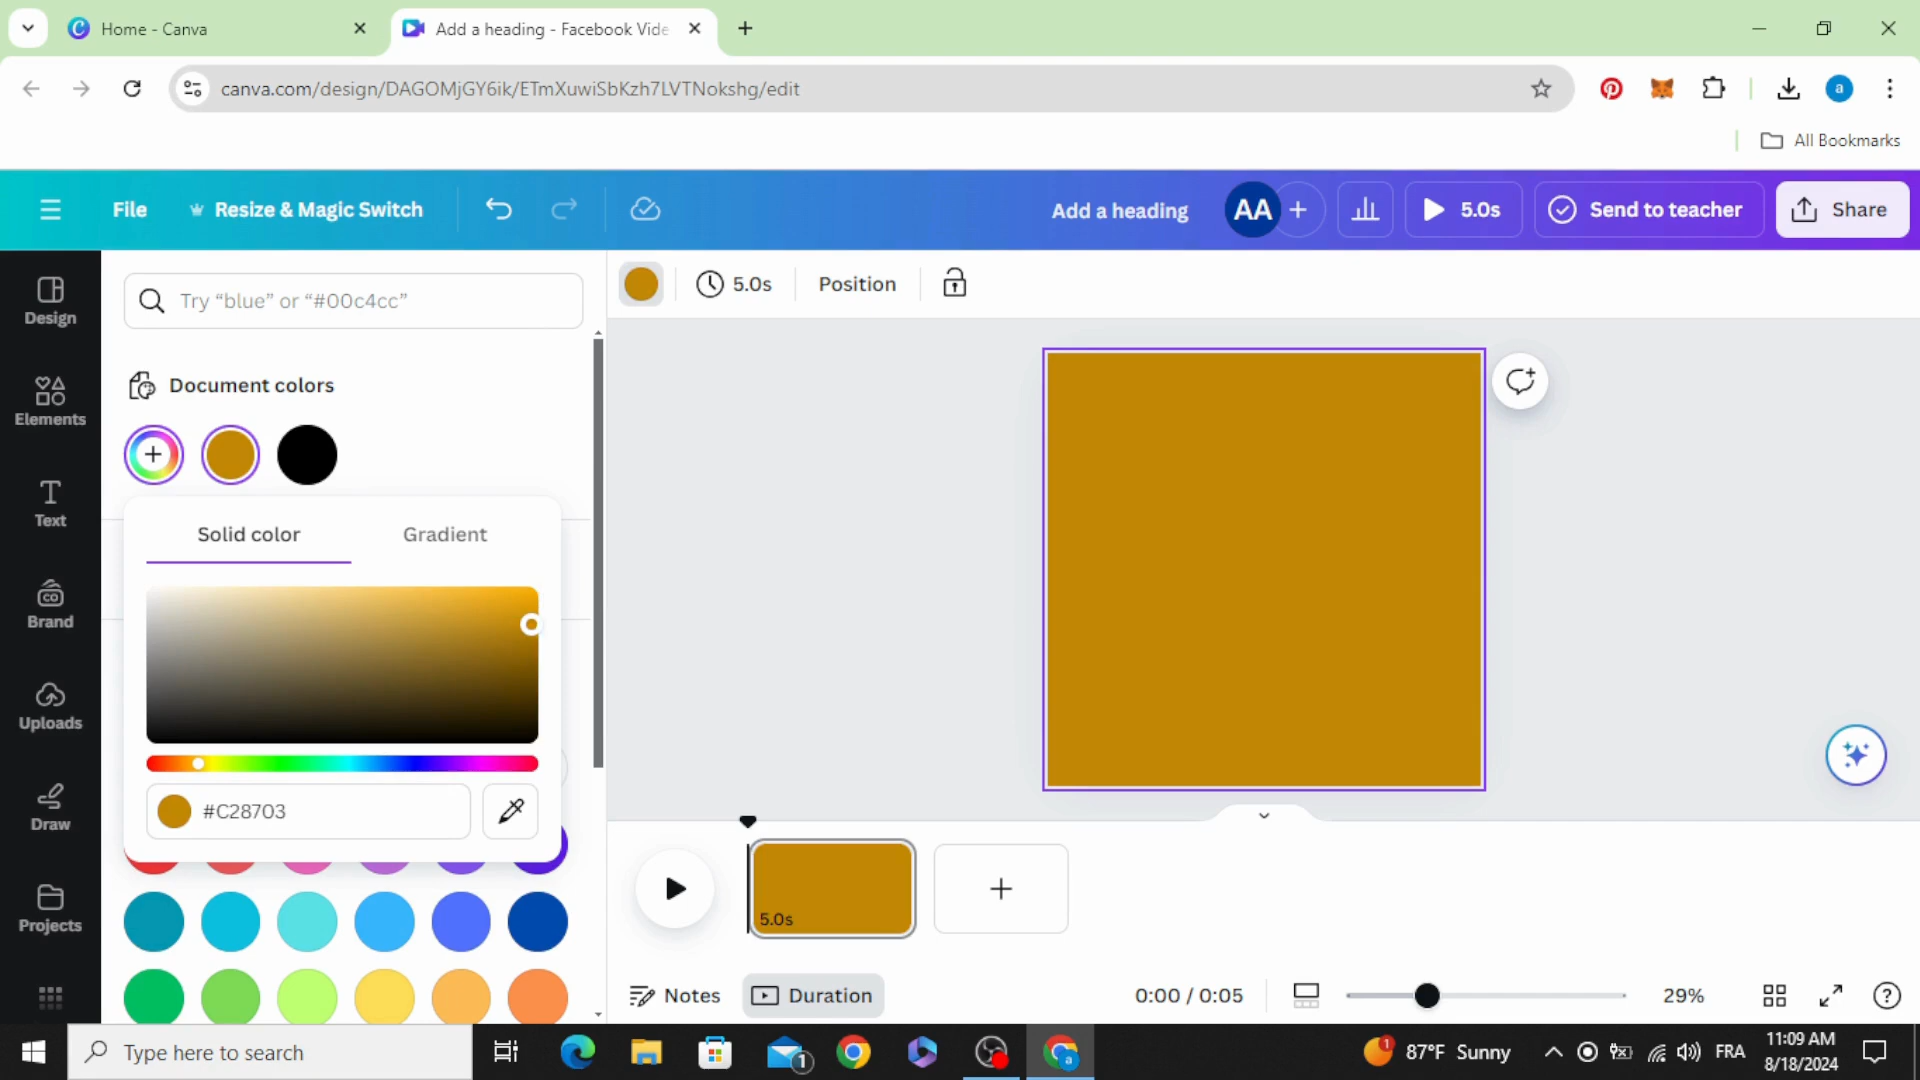 Home - Canva
Add a heading - Facebook Vide
canva.com/design/DAGOMjGY6ik/ETmXuwiSbKzh7LVTNokshg/edit
a
All Bookmarks
File
Resize & Magic Switch
Add a heading
AA
5.0s
Send to teacher
Share
Design
Elements
Text
Brand
Uploads
Draw
Projects
Try “blue” or “#00c4cc”
Document colors
Solid color
Gradient
#C28703
5.0s
Position
5.0s
Notes
Duration
0:00 / 0:05
29%
Type here to search
1
a
1
87°F Sunny
FRA
11:09 AM
8/18/2024